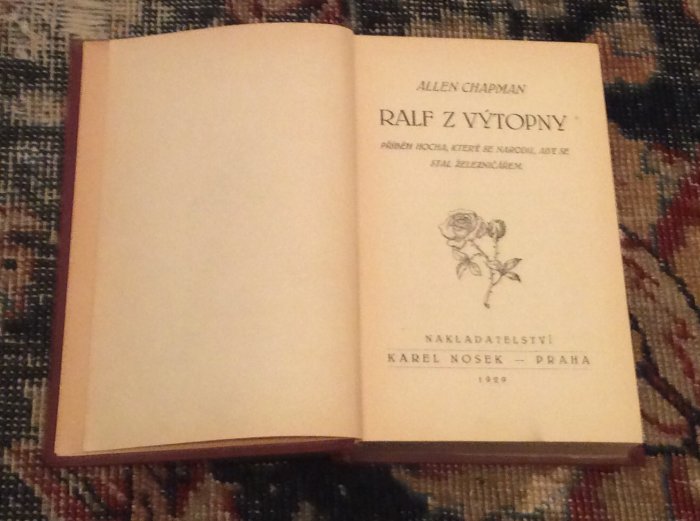 ALLEN CHAPMAN
RALF Z VÝTOPNY
PŘÍBĚH HOCHA, KTERÝ SE NARODIL, ABY SE
STAL ŽELEZNIČÁŘEM.
NAKLADATELSTVÍ
KAREL NOSEK — PRAHA
1929